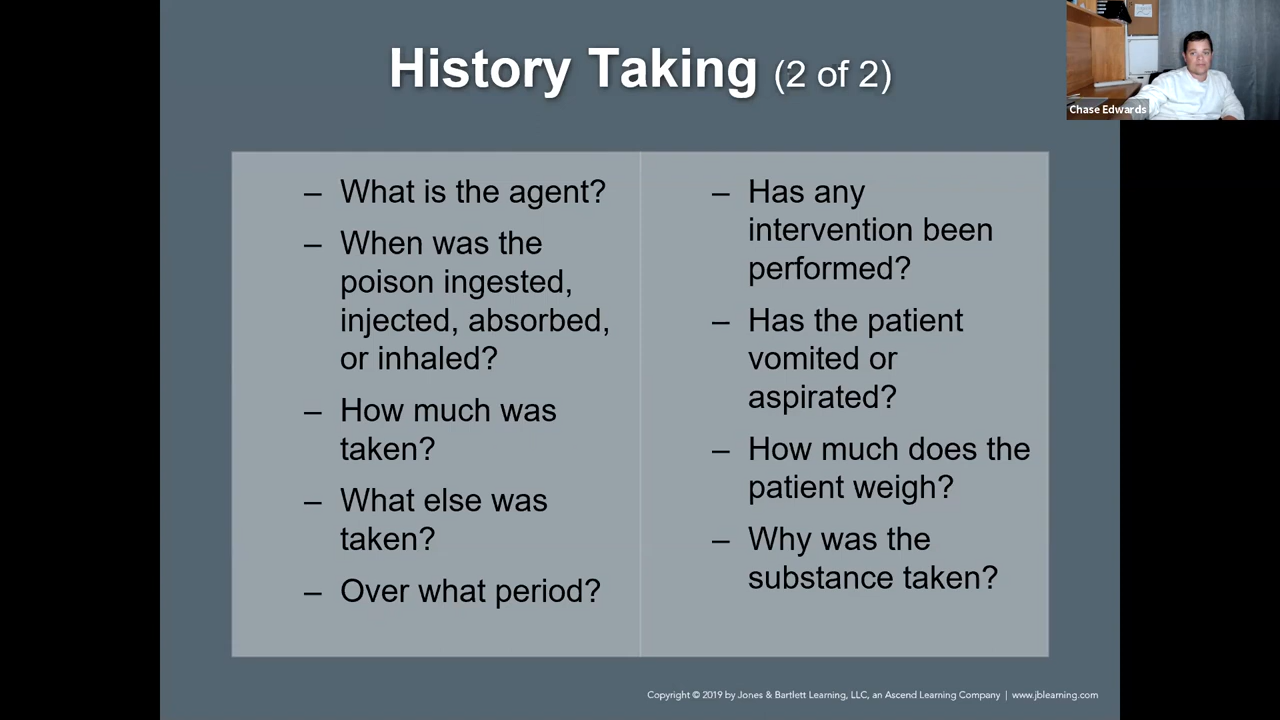 History Taking (2 of 2)
Chase Edwards
– What is the agent?
– When was the
poison ingested,
injected, absorbed,
or inhaled?
– How much was
taken?
– What else was
taken?
– Over what period?
– Has any
intervention been
performed?
– Has the patient
vomited or
aspirated?
– How much does the
patient weigh?
– Why was the
substance taken?
Copyright © 2019 by Jones & Bartlett Learning, LLC, an Ascend Learning Company | www.jblearning.com